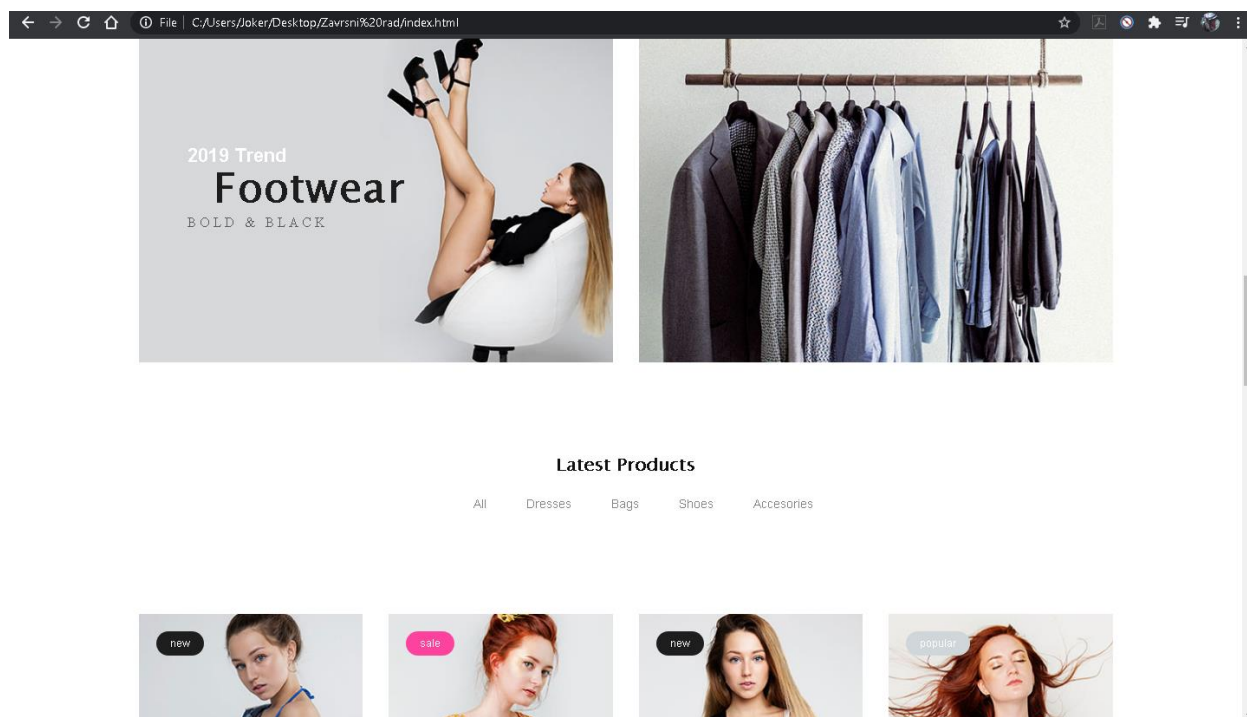 File | C:/Users/Joker/Desktop/Zavrsni%20rad/index.html
2019 Trend
Footwear
BOLD & BLACK
Latest Products
All Dresses Bags Shoes Accesories
new sale new popular